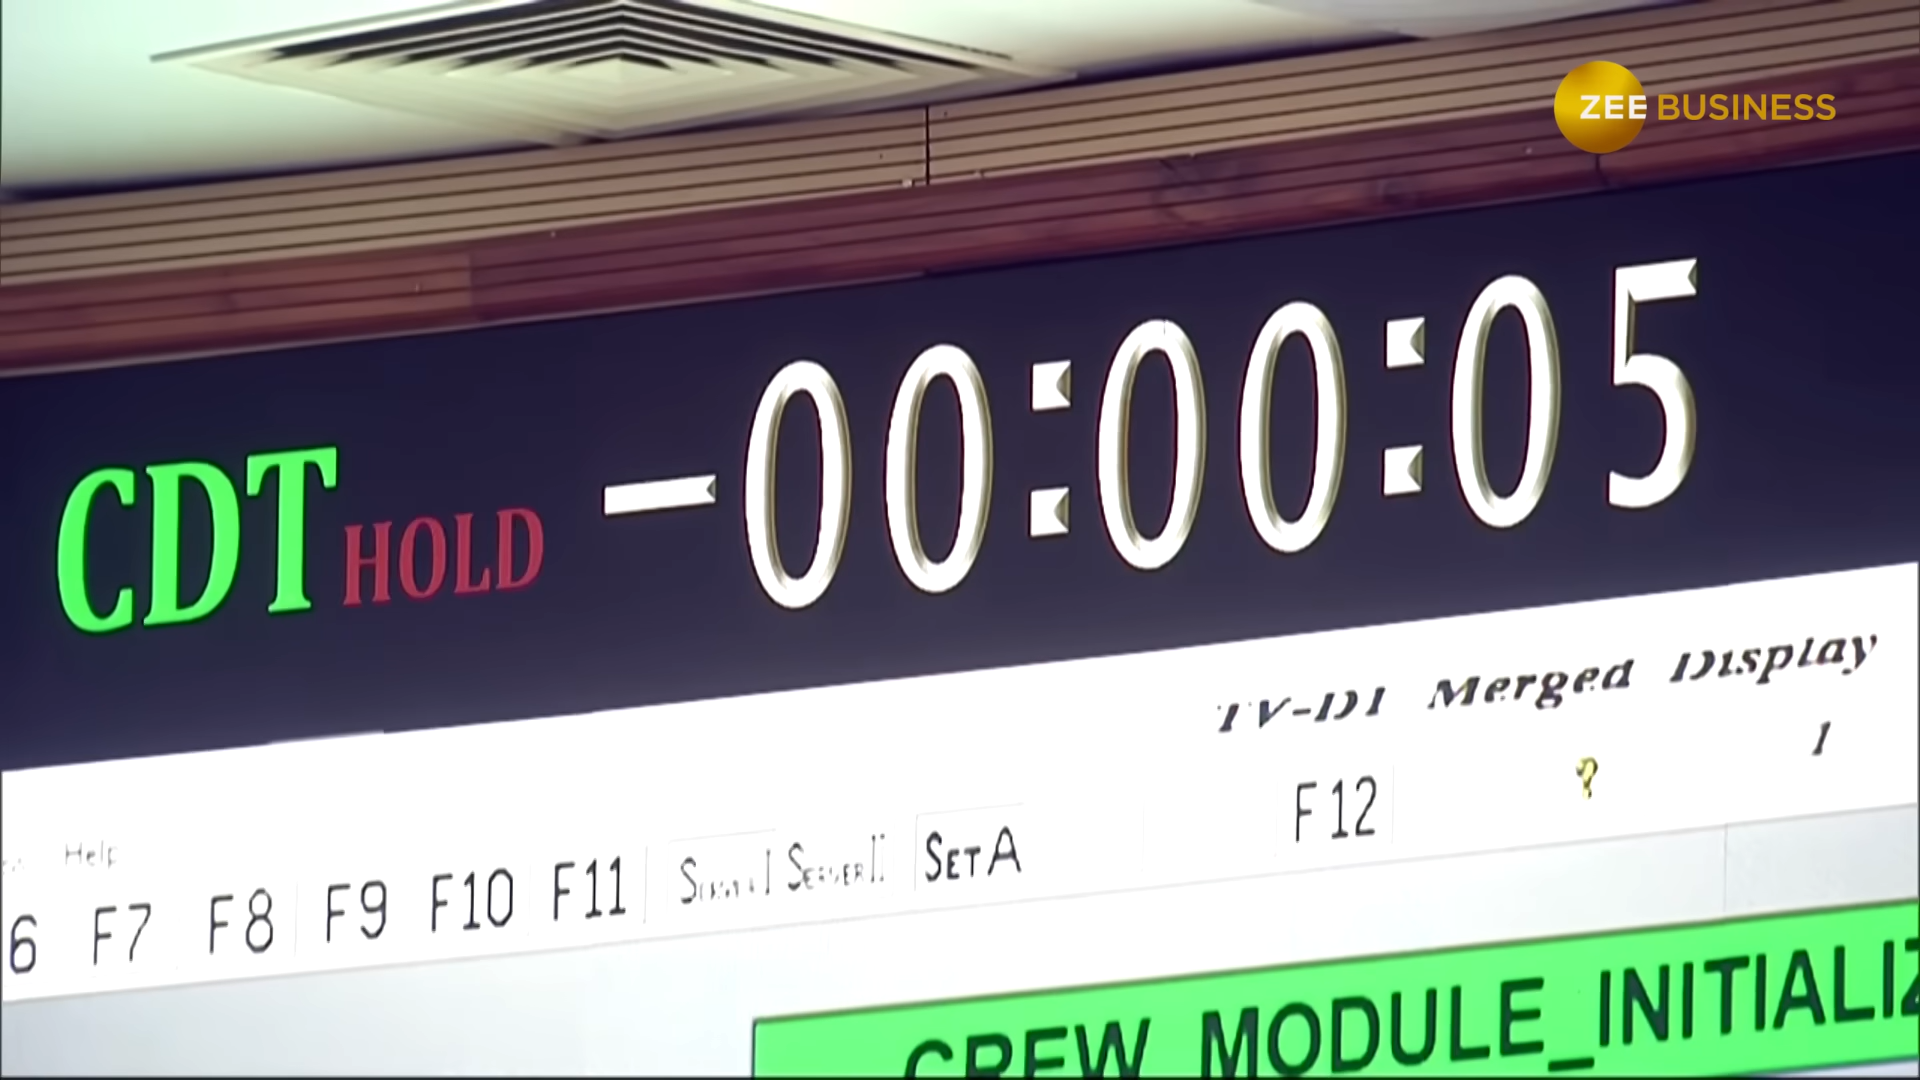 ZEE BUSINESS
CDT HOLD -00:00:05
TV-D1 Merged Display
1
Help
6 F7 F8 F9 F10 F11 SERVER SET A F12 ?
CREW_MODULE_INITIALIZ